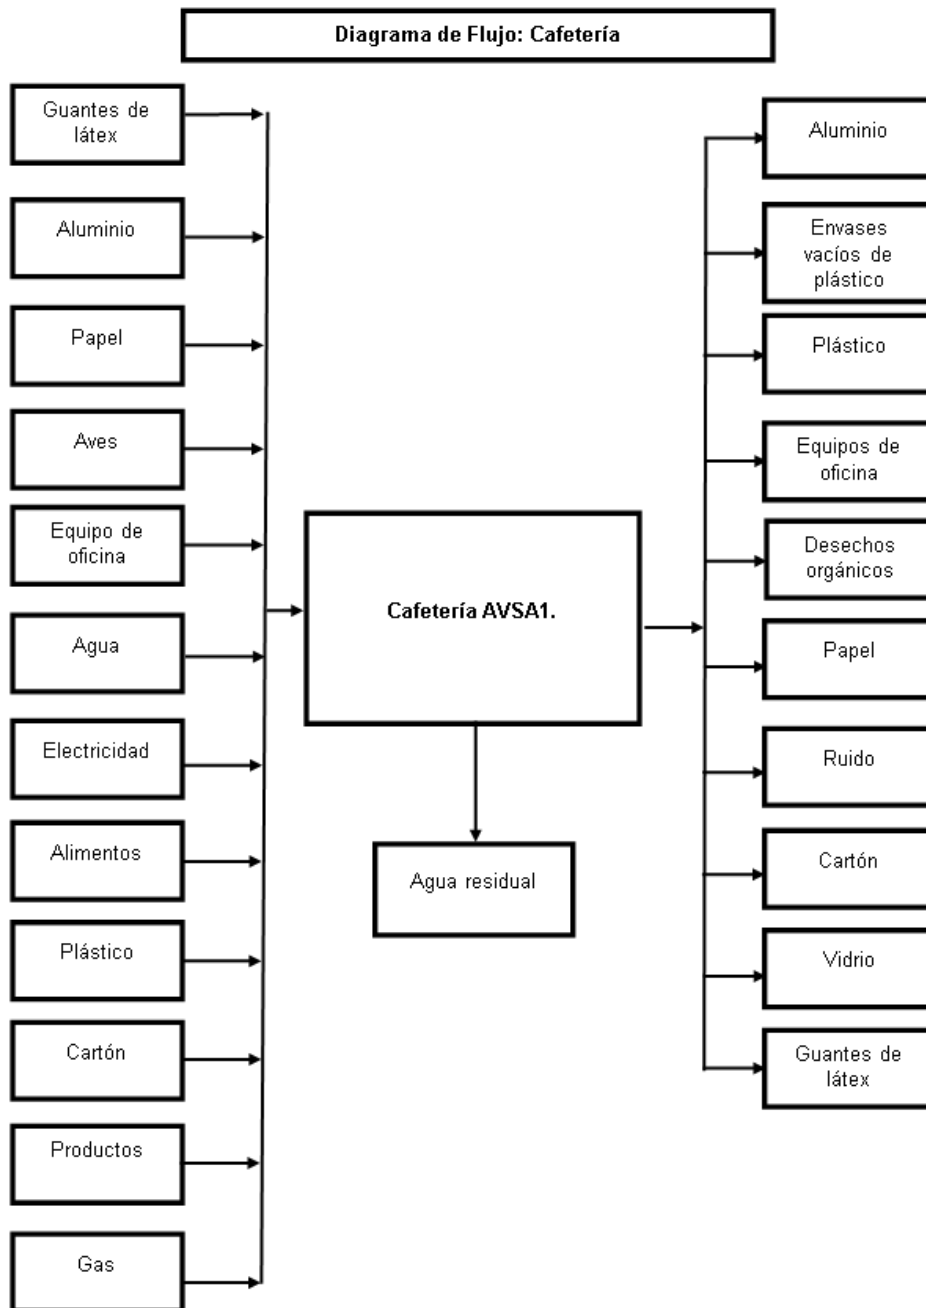 Diagrama de Flujo: Cafetería
Guantes de
látex
Aluminio
Papel
Aves
Equipo de
oficina
Agua
Electricidad
Alimentos
Plástico
Cartón
Productos
Gas
Cafetería AVSA1.
Agua residual
Aluminio
Envases
vacíos de
plástico
Plástico
Equipos de
oficina
Desechos
orgánicos
Papel
Ruido
Cartón
Vidrio
Guantes de
látex